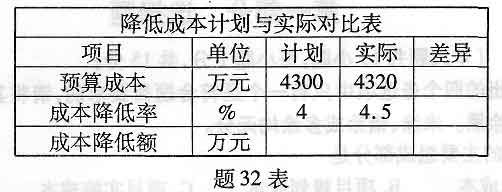 降低成本计划与实际对比表
项目 单位 计划 实际 差异
预算成本 万元 4300 4320
成本降低率 % 4 4.5
成本降低额 万元
题32表